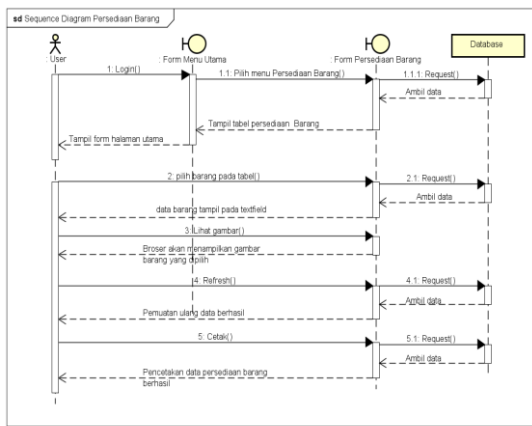 sd Sequence Diagram Persediaan Barang
: User
: Form Menu Utama
: Form Persediaan Barang
Database
1: Login()
1.1: Pilih menu Persediaan Barang()
1.1.1: Request()
Ambil data
Tampil tabel persediaan Barang
Tampil form halaman utama
2: pilih barang pada tabel()
2.1: Request()
Ambil data
data barang tampil pada textfield
3: Lihat gambar()
Broser akan menampilkan gambar
barang yang dipilih
4: Refresh()
4.1: Request()
Ambil data
Pemuatan ulang data berhasil
5: Cetak()
5.1: Request()
Ambil data
Pencetakan data persediaan barang
berhasil